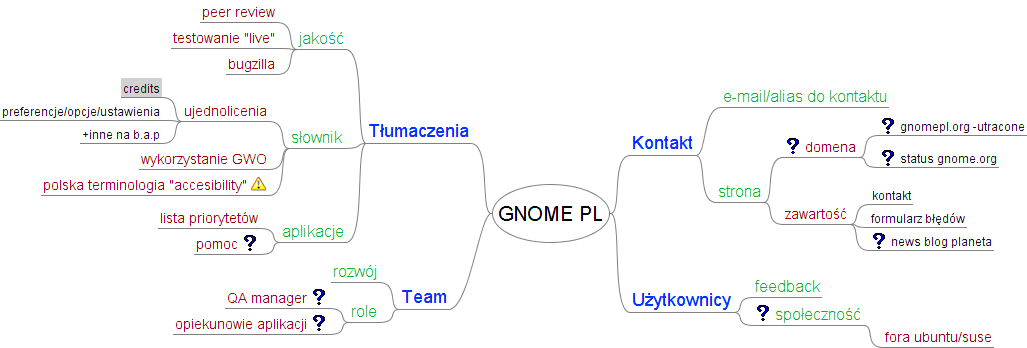 GNOME PL
Tłumaczenia
jakość
peer review
testowanie "live"
bugzilla
słownik
ujednolicenia
credits
preferencje/opcje/ustawienia
+inne na b.a.p
wykorzystanie GWO
polska terminologia "accesibility"
aplikacje
lista priorytetów
pomoc ?
Team
rozwój
role
QA manager ?
opiekunowie aplikacji ?
Kontakt
e-mail/alias do kontaktu
strona
? domena
? gnomepl.org -utracone
? status gnome.org
zawartość
kontakt
formularz błędów
? news blog planeta
Użytkownicy
feedback
? społeczność
fora ubuntu/suse